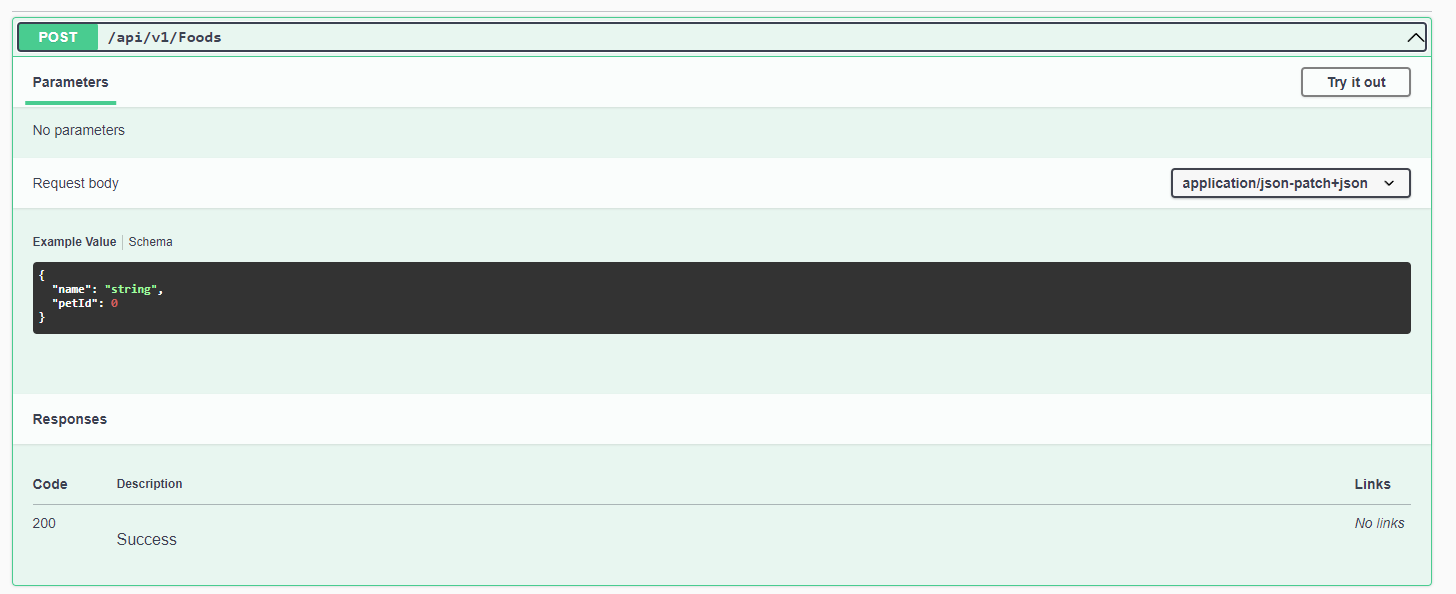 POST /api/v1/Foods
Parameters Try it out
No parameters
Request body application/json-patch+json
Example Value Schema
{
"name": "string",
"petId": 0
}
Responses
Code Description Links
200 Success No links